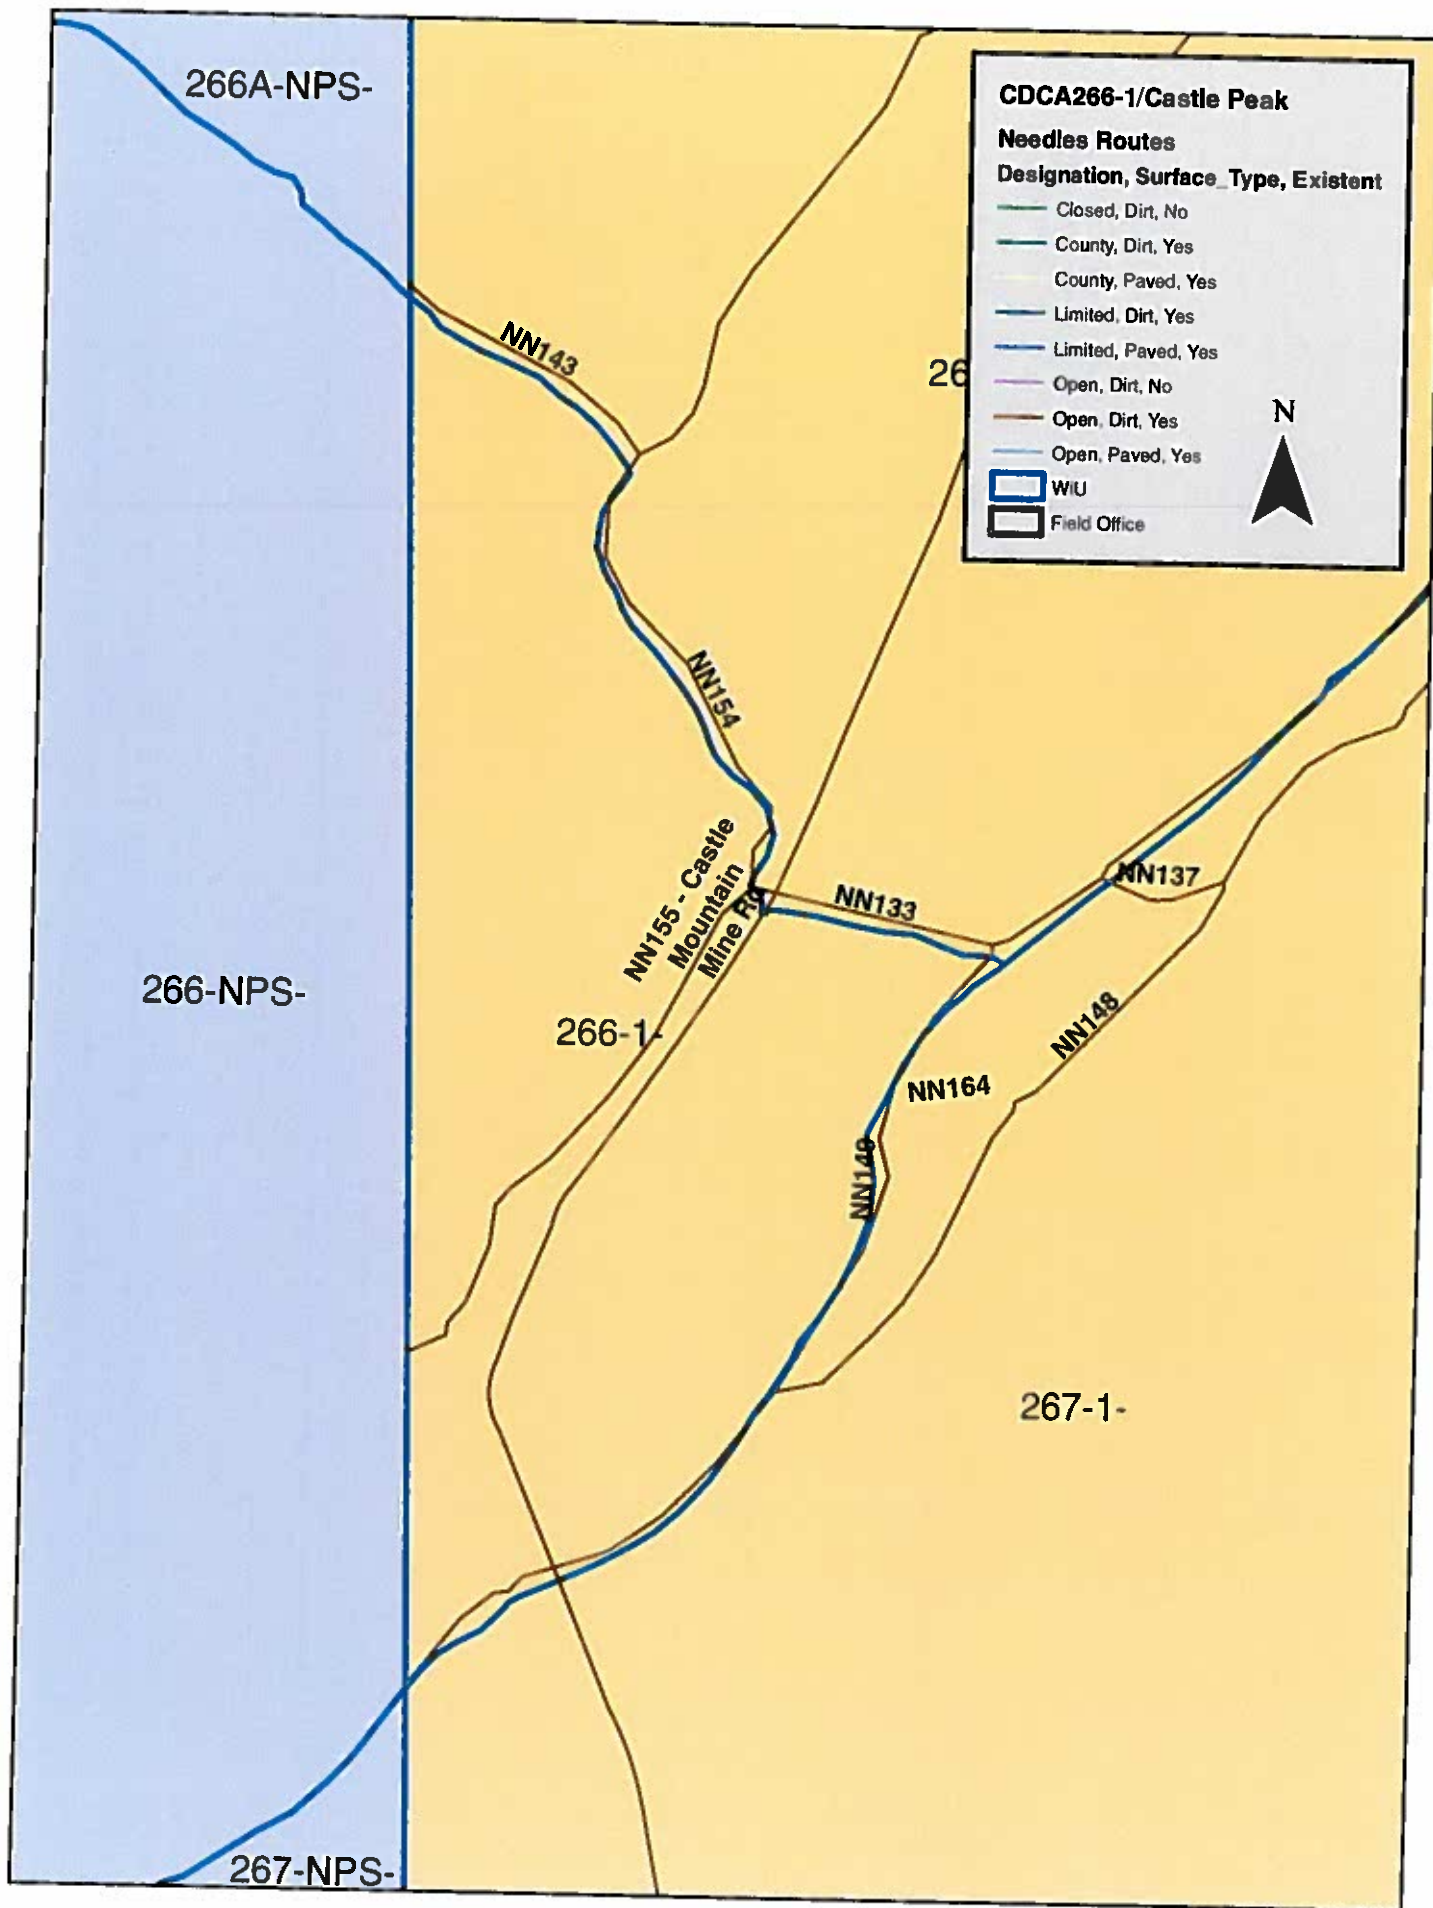 266A-NPS-
CDCA266-1/Castle Peak
Needles Routes
Designation, Surface_Type, Existent
Closed, Dirt, No
County, Dirt, Yes
County, Paved, Yes
Limited, Dirt, Yes
Limited, Paved, Yes
Open, Dirt, No
Open, Dirt, Yes
Open, Paved, Yes
WIU
Field Office
N
NN143
26
NN154
NN155 - Castle
Mountain
Mine Rd
NN133
NN137
266-NPS-
266-1-
NN148
NN164
NN149
267-1-
267-NPS-